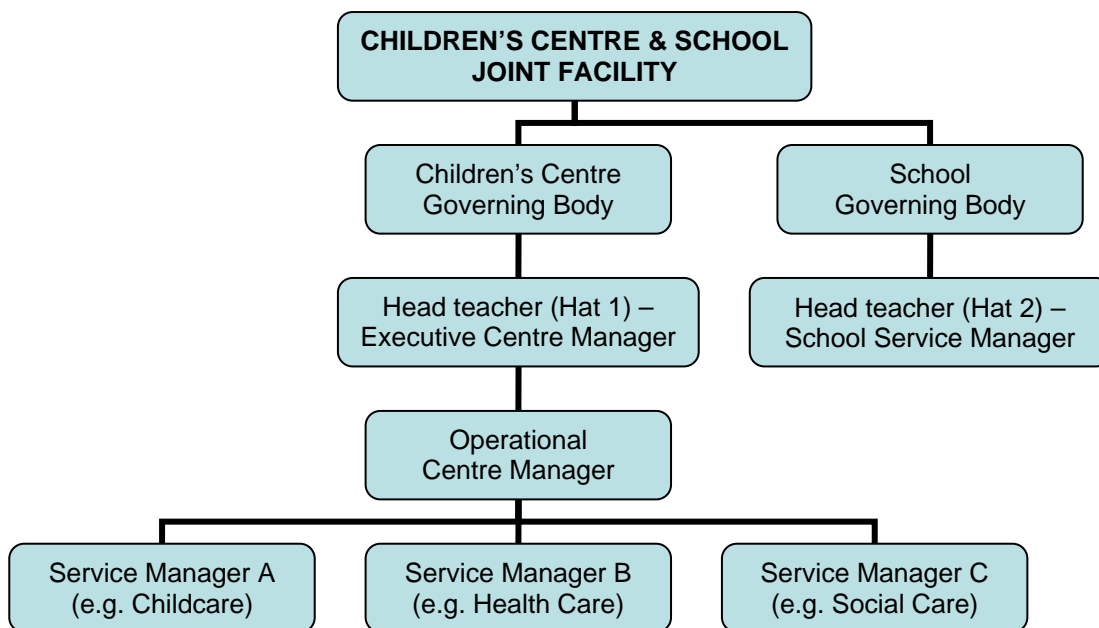 CHILDREN’S CENTRE & SCHOOL
JOINT FACILITY
Children’s Centre
Governing Body
School
Governing Body
Head teacher (Hat 1) –
Executive Centre Manager
Head teacher (Hat 2) –
School Service Manager
Operational
Centre Manager
Service Manager A
(e.g. Childcare)
Service Manager B
(e.g. Health Care)
Service Manager C
(e.g. Social Care)